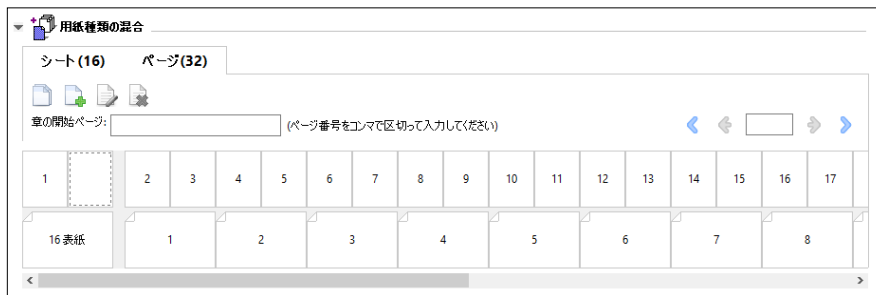 用紙種類の混合
シート(16) ページ(32)
章の開始ページ: (ページ番号をコンマで区切って入力してください)
1 2 3 4 5 6 7 8 9 10 11 12 13 14 15 16 17
16 表紙 1 2 3 4 5 6 7 8